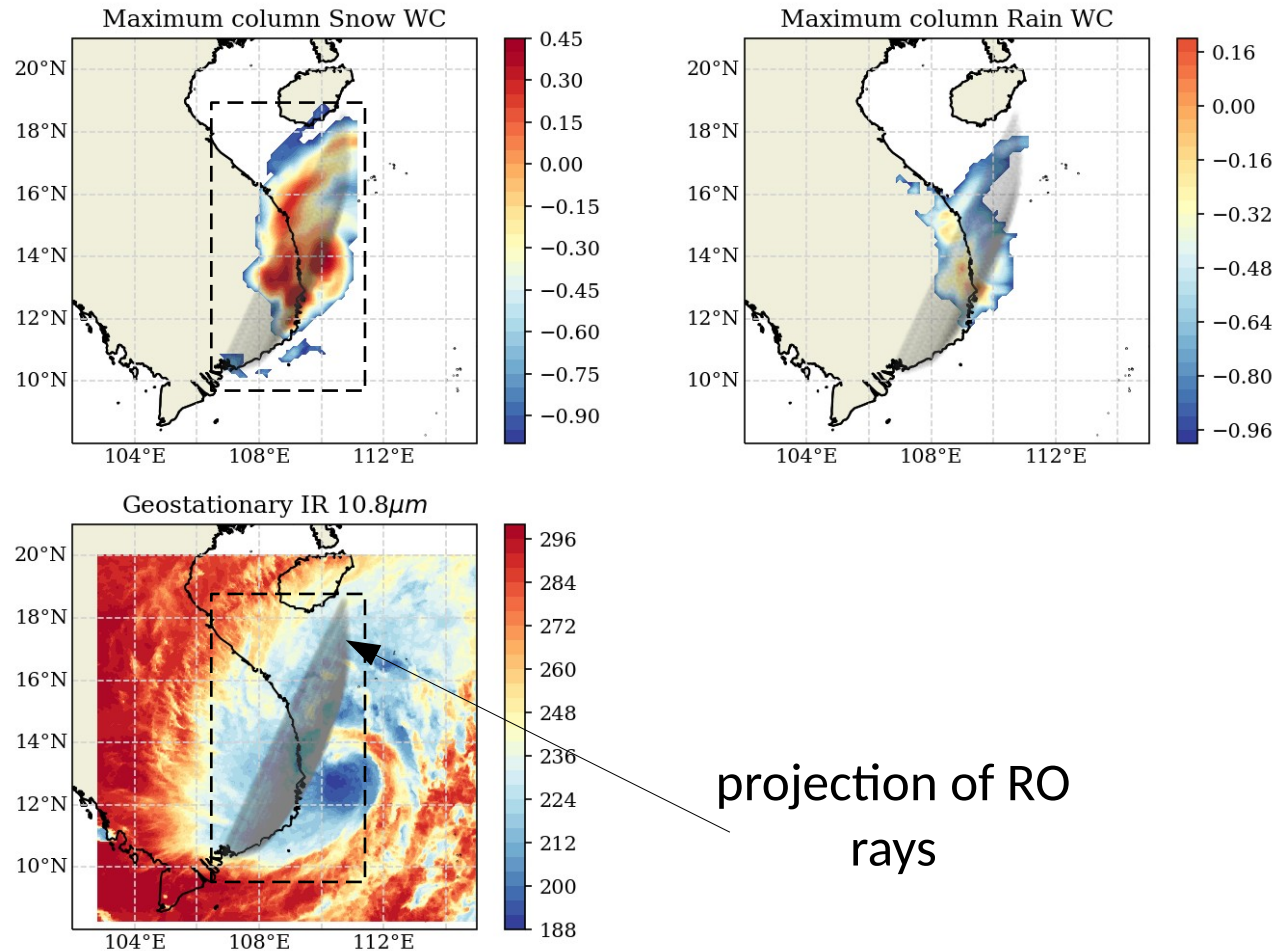 Maximum column Snow WC
20°N
18°N
16°N
14°N
12°N
10°N
104°E 108°E 112°E
0.45
0.30
0.15
0.00
−0.15
−0.30
−0.45
−0.60
−0.75
−0.90
Maximum column Rain WC
20°N
18°N
16°N
14°N
12°N
10°N
104°E 108°E 112°E
0.16
0.00
−0.16
−0.32
−0.48
−0.64
−0.80
−0.96
Geostationary IR 10.8μm
20°N
18°N
16°N
14°N
12°N
10°N
104°E 108°E 112°E
296
284
272
260
248
236
224
212
200
188
projection of RO
rays